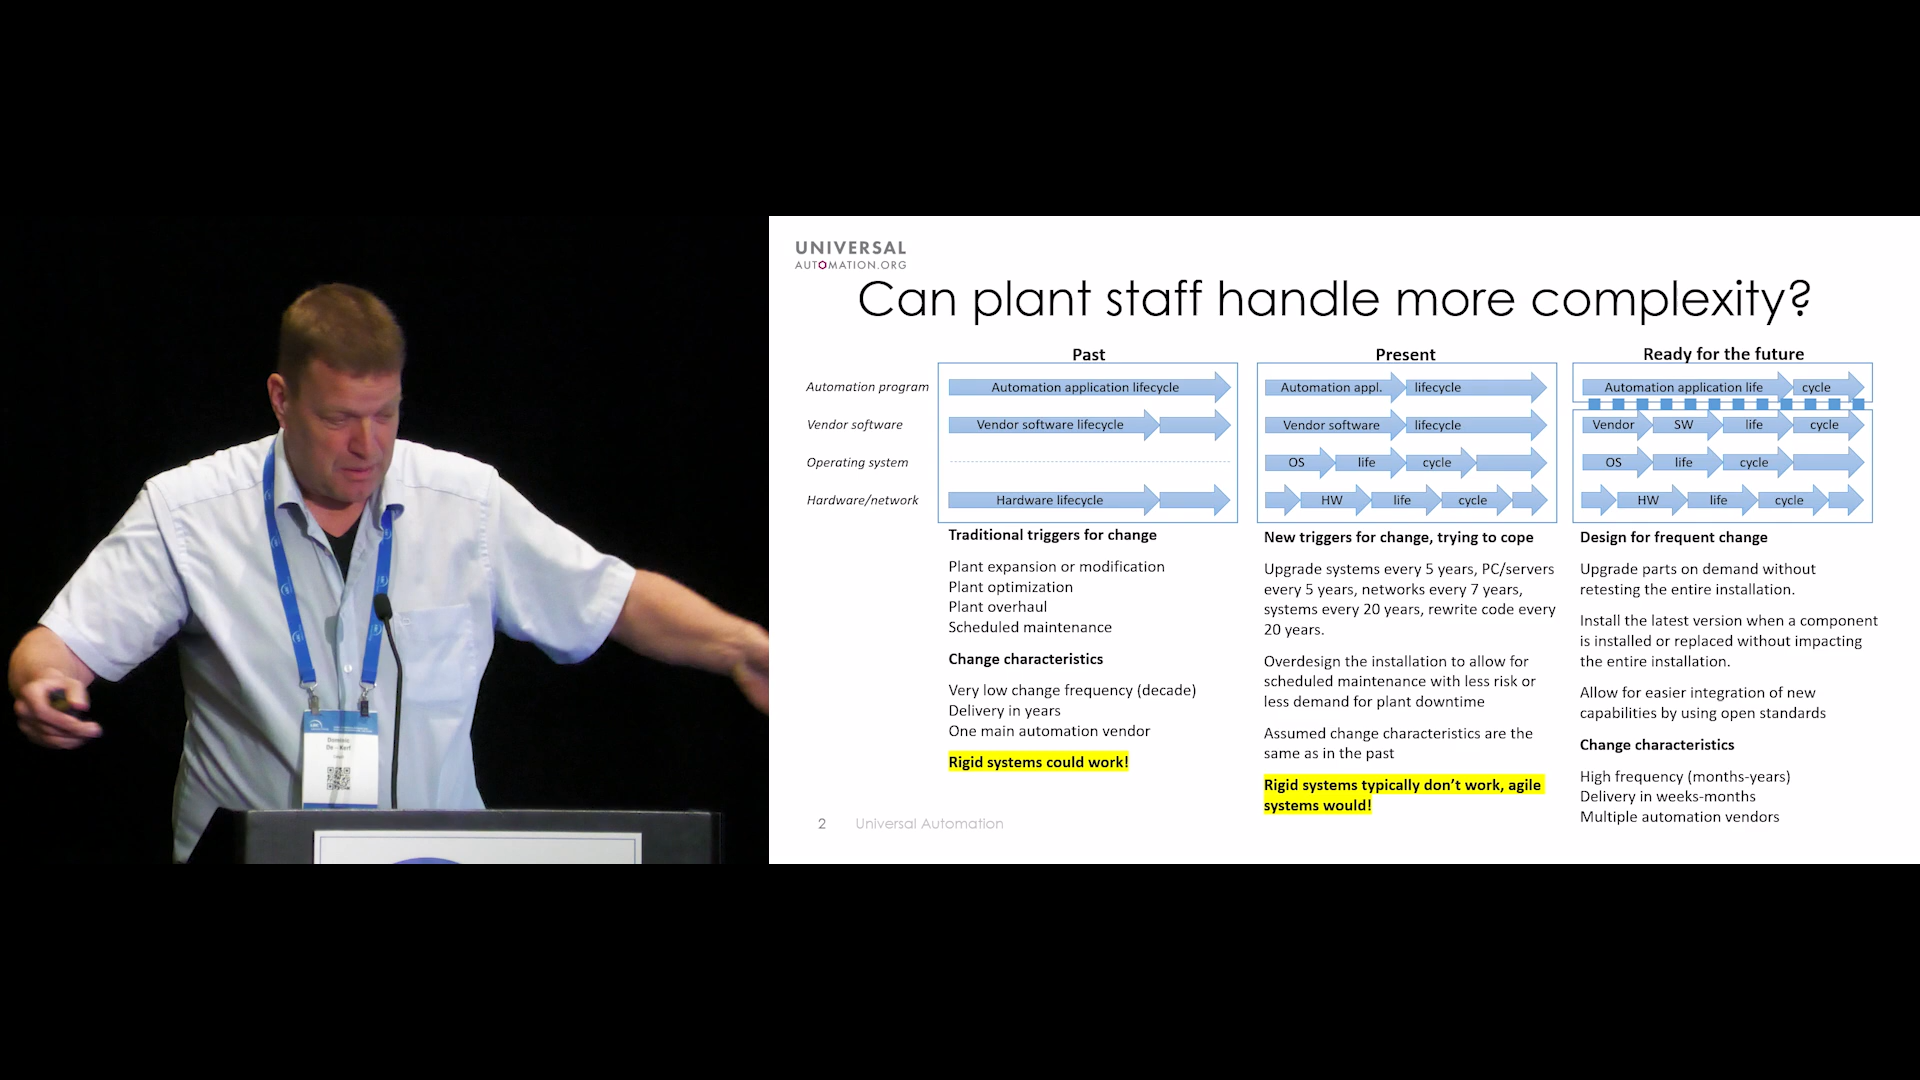 UNIVERSAL
AUTOMATION.ORG
Can plant staff handle more complexity?
Past
Present
Ready for the future
Automation program
Automation application lifecycle
Automation appl. lifecycle
Automation application life cycle
Vendor software
Vendor software lifecycle
Vendor software lifecycle
Vendor SW life cycle
Operating system
OS life cycle
OS life cycle
Hardware/network
Hardware lifecycle
HW life cycle
HW life cycle
Traditional triggers for change
Plant expansion or modification
Plant optimization
Plant overhaul
Scheduled maintenance
Change characteristics
Very low change frequency (decade)
Delivery in years
One main automation vendor
Rigid systems could work!
New triggers for change, trying to cope
Upgrade systems every 5 years, PC/servers
every 5 years, networks every 7 years,
systems every 20 years, rewrite code every
20 years.
Overdesign the installation to allow for
scheduled maintenance with less risk or
less demand for plant downtime
Assumed change characteristics are the
same as in the past
Rigid systems typically don't work, agile
systems would!
Design for frequent change
Upgrade parts on demand without
retesting the entire installation.
Install the latest version when a component
is installed or replaced without impacting
the entire installation.
Allow for easier integration of new
capabilities by using open standards
Change characteristics
High frequency (months-years)
Delivery in weeks-months
Multiple automation vendors
2 Universal Automation